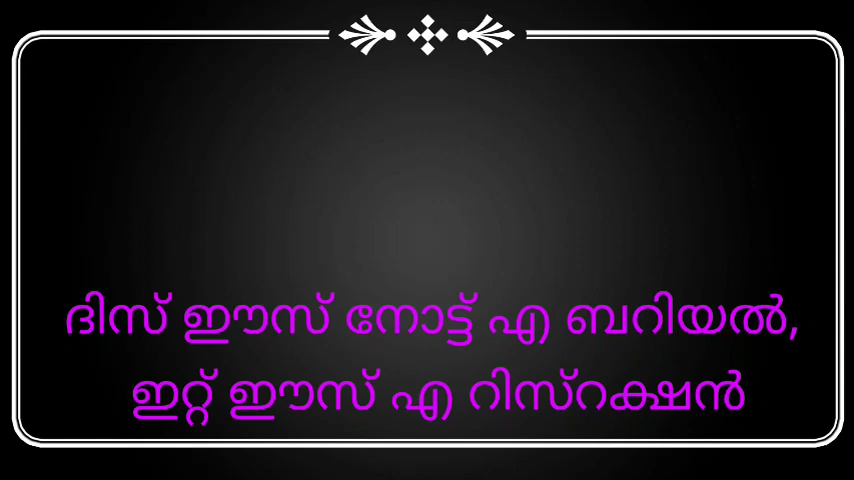 ദിസ് ഈസ് നോട്ട് എ ബറിയൽ,
ഇറ്റ് ഈസ് എ റിസ്റക്ഷൻ